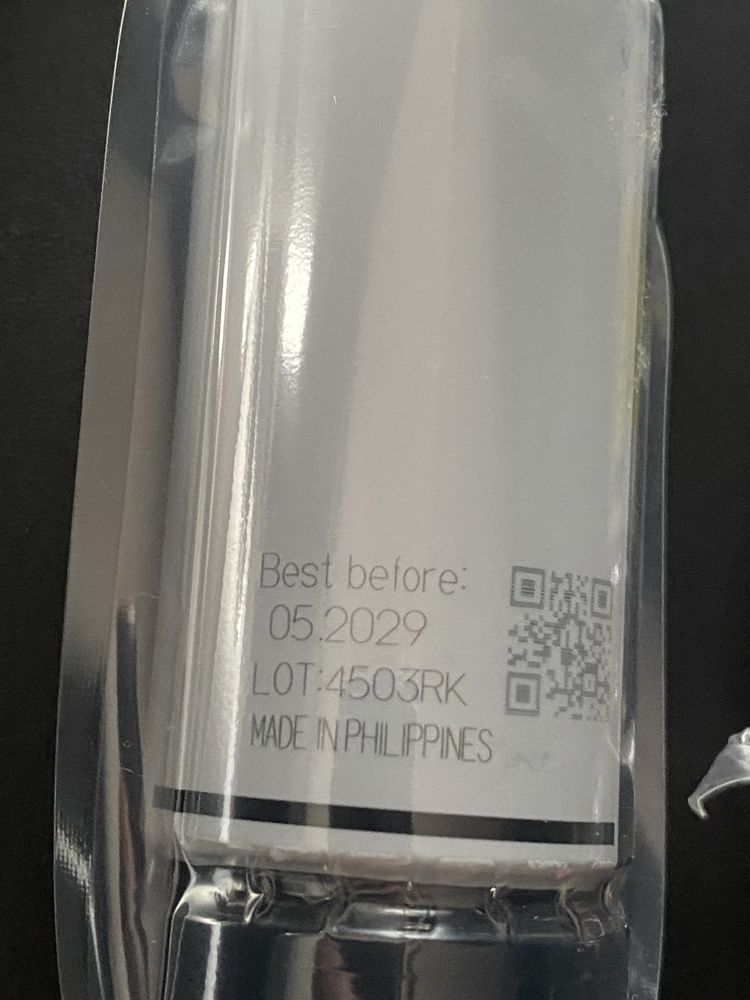 Best before:
05.2029
LOT:4503RK
MADE IN PHILIPPINES